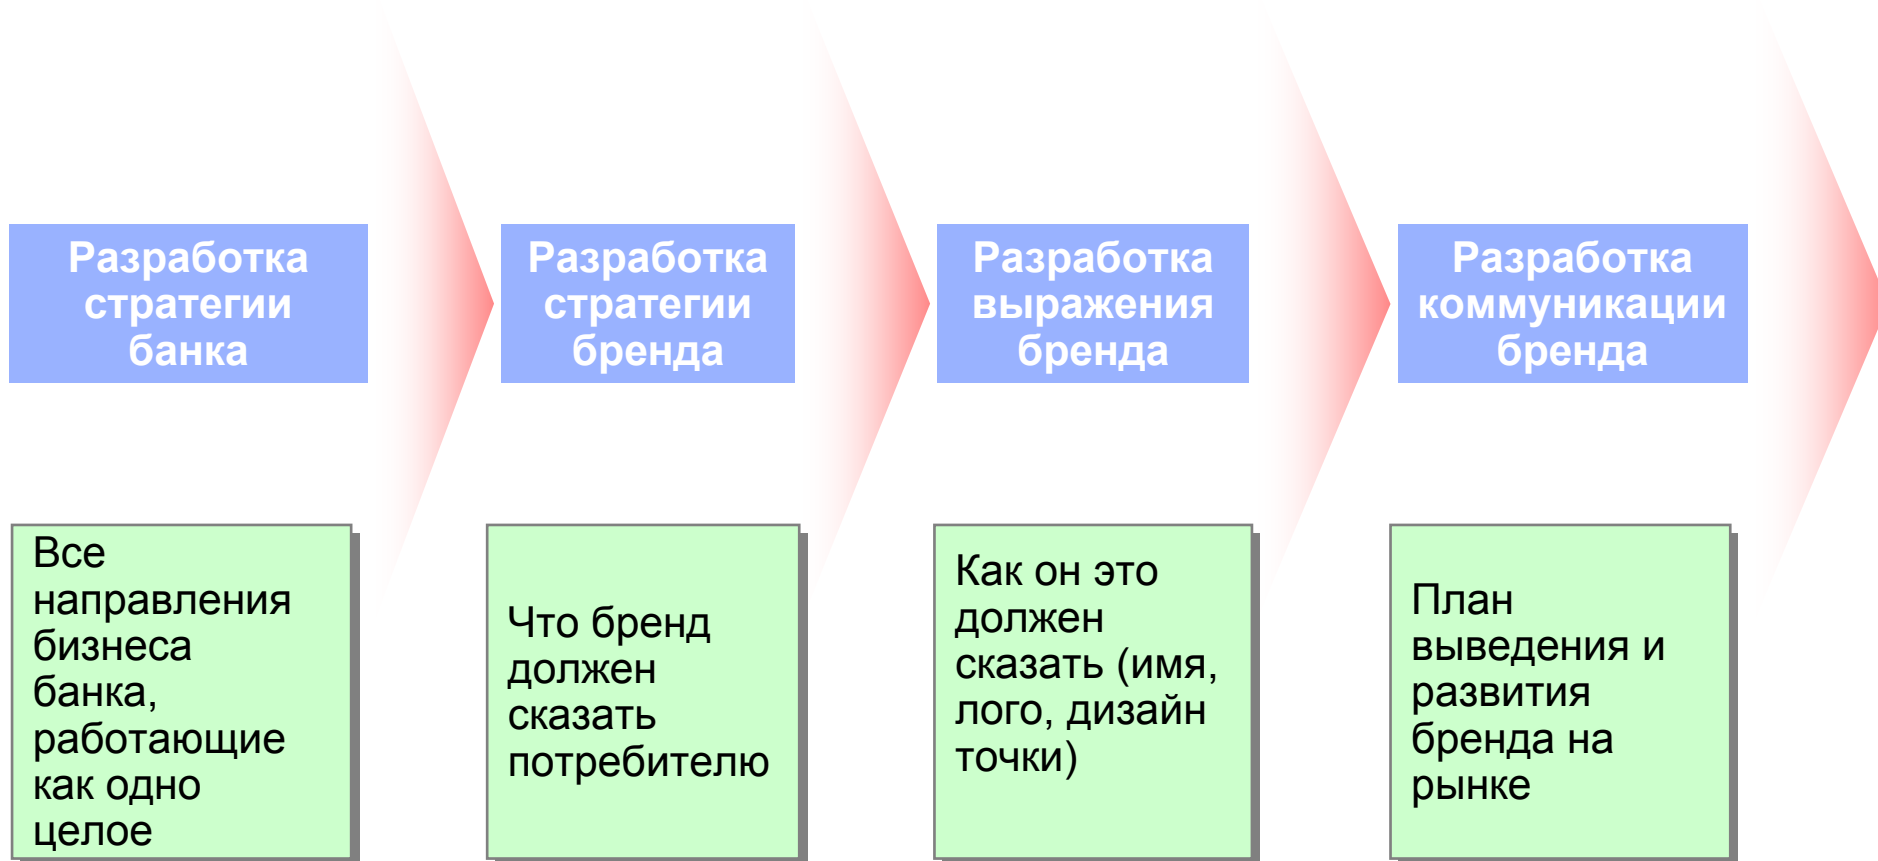 Разработка
стратегии
банка
Разработка
стратегии
бренда
Разработка
выражения
бренда
Разработка
коммуникации
бренда
Все
направления
бизнеса
банка,
работающие
как одно
целое
Что бренд
должен
сказать
потребителю
Как он это
должен
сказать (имя,
лого, дизайн
точки)
План
выведения и
развития
бренда на
рынке